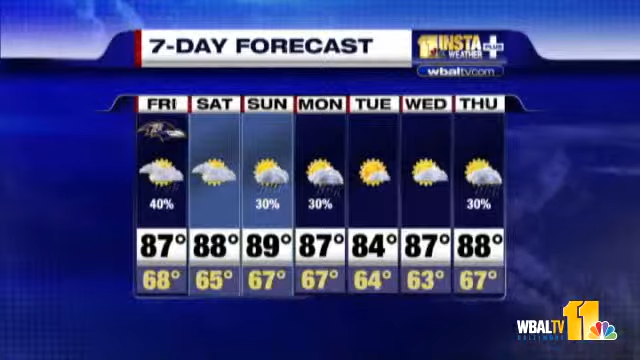 7-DAY FORECAST
11 INSTA
WEATHER PLUS
wbaltv.com
FRI SAT SUN MON TUE WED THU
40% 30% 30% 30%
87° 88° 89° 87° 84° 87° 88°
68° 65° 67° 67° 64° 63° 67°
WBALTV 11
BALTIMORE